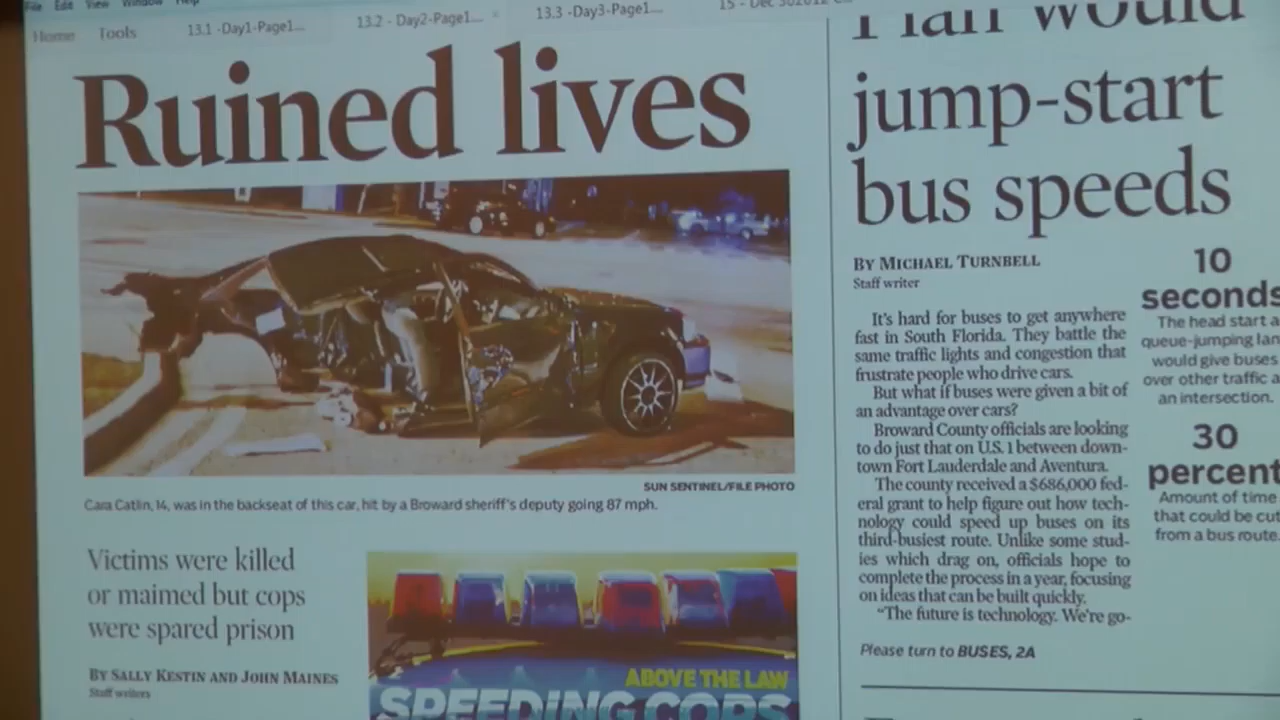 File Edit View Window Help
Home Tools 13.1 -Day1-Page1... 13.2 - Day2-Page1... 13.3 -Day3-Page1...
Ruined lives
SUN SENTINEL/FILE PHOTO
Cara Catlin, 14, was in the backseat of this car, hit by a Broward sheriff's deputy going 87 mph.
Victims were killed
or maimed but cops
were spared prison
BY SALLY KESTIN AND JOHN MAINES
Staff writers
ABOVE THE LAW
SPEEDING COPS
Plan would
jump-start
bus speeds
BY MICHAEL TURNBELL
Staff writer
It's hard for buses to get anywhere
fast in South Florida. They battle the
same traffic lights and congestion that
frustrate people who drive cars.
But what if buses were given a bit of
an advantage over cars?
Broward County officials are looking
to do just that on U.S. 1 between down-
town Fort Lauderdale and Aventura.
The county received a $686,000 fed-
eral grant to help figure out how tech-
nology could speed up buses on its
third-busiest route. Unlike some stud-
ies which drag on, officials hope to
complete the process in a year, focusing
on ideas that can be built quickly.
"The future is technology. We're go-
Please turn to BUSES, 2A
10
seconds
The head start a
queue-jumping lan
would give buses
over other traffic a
an intersection.
30
percent
Amount of time
that could be cut
from a bus route.